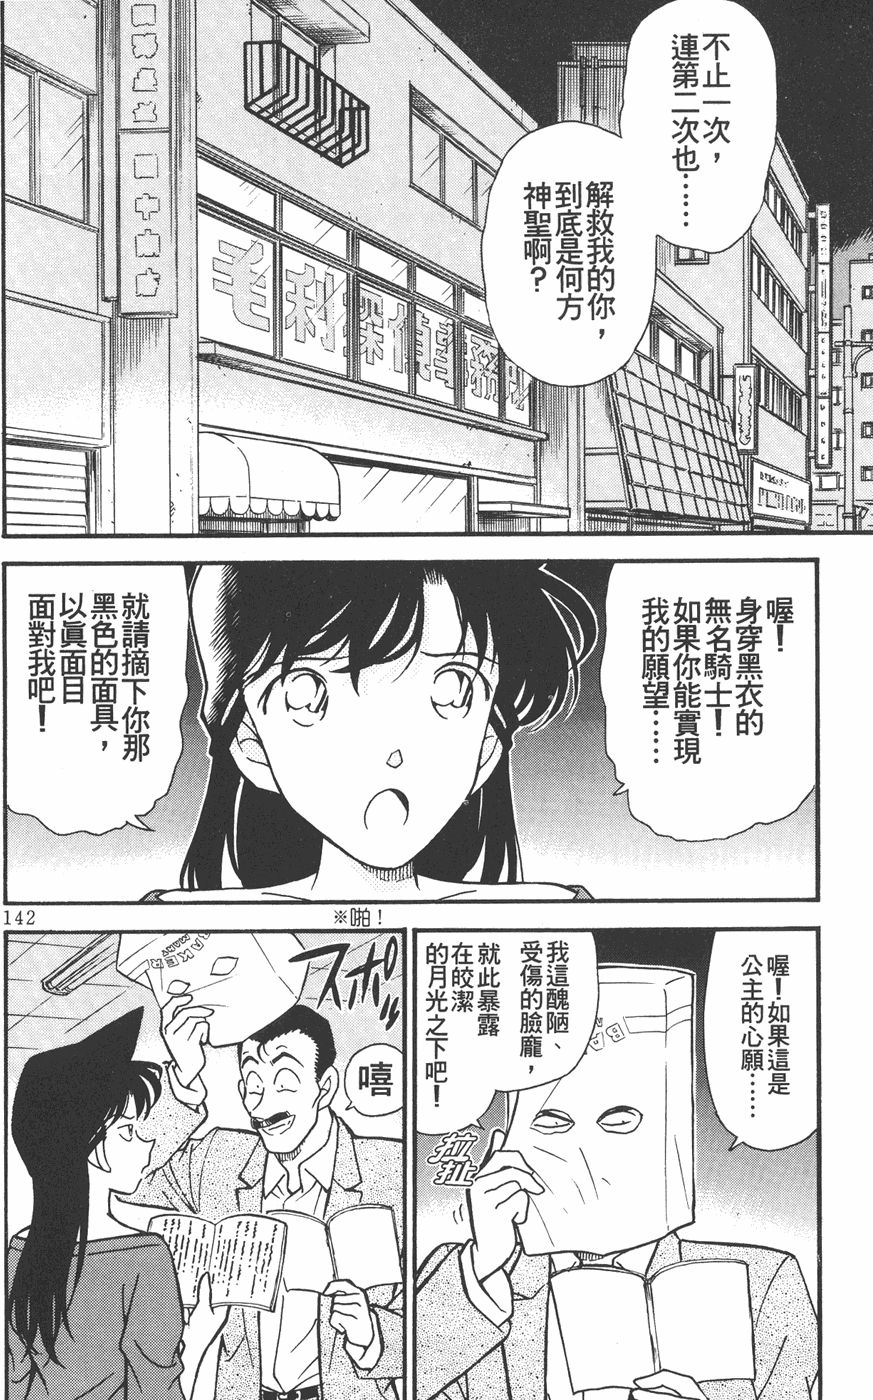 不止一次，
連第二次也……
解救我的你，
到底是何方
神聖啊？
毛利探偵事務所
喔！
身穿黑衣的
無名騎士！
如果你能實現
我的願望……
就請摘下你那
黑色的面具，
以眞面目
面對我吧！
142
※啪！
喔！如果這是
公主的心願……
我這醜陋、
受傷的臉龐，
就此暴露
在皎潔
的月光之下吧！
拉扯
BAKER
MART
スポッ
嘻